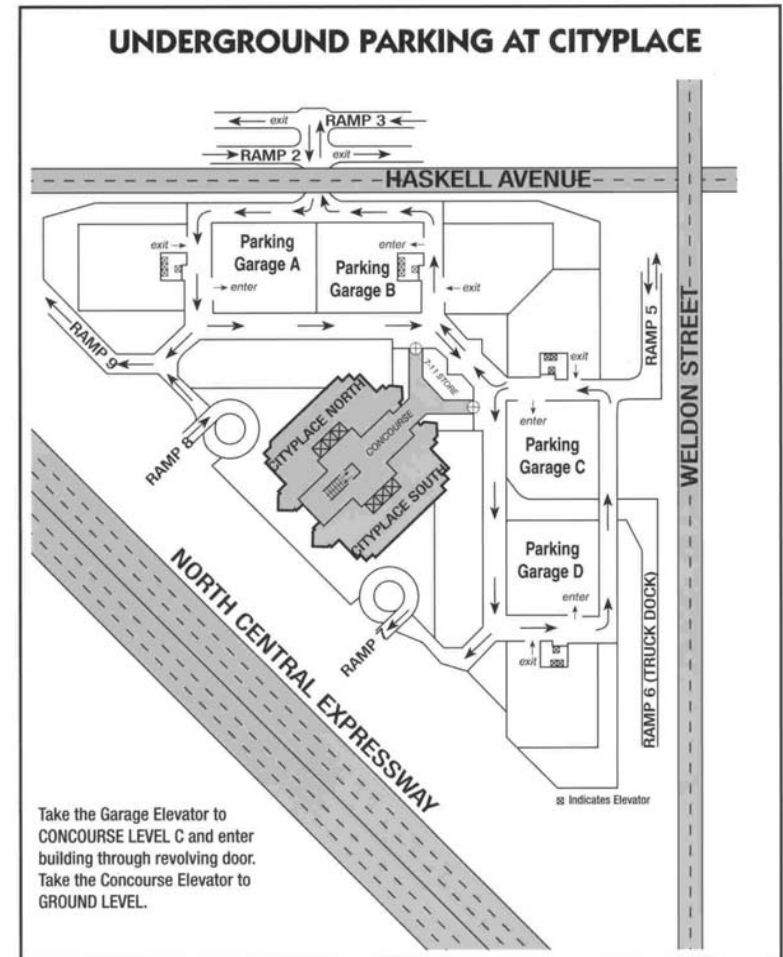 UNDERGROUND PARKING AT CITYPLACE
exit
RAMP 3
RAMP 2
exit
HASKELL AVENUE
exit
Parking
Garage A
enter
Parking
Garage B
enter
exit
RAMP 5
WELDON STREET
RAMP 9
7-11 STORE
exit
enter
Parking
Garage C
CITYPLACE NORTH
CONCOURSE
CITYPLACE SOUTH
RAMP 8
Parking
Garage D
enter
exit
RAMP 7
RAMP 6 (TRUCK DOCK)
NORTH CENTRAL EXPRESSWAY
Indicates Elevator
Take the Garage Elevator to
CONCOURSE LEVEL C and enter
building through revolving door.
Take the Concourse Elevator to
GROUND LEVEL.